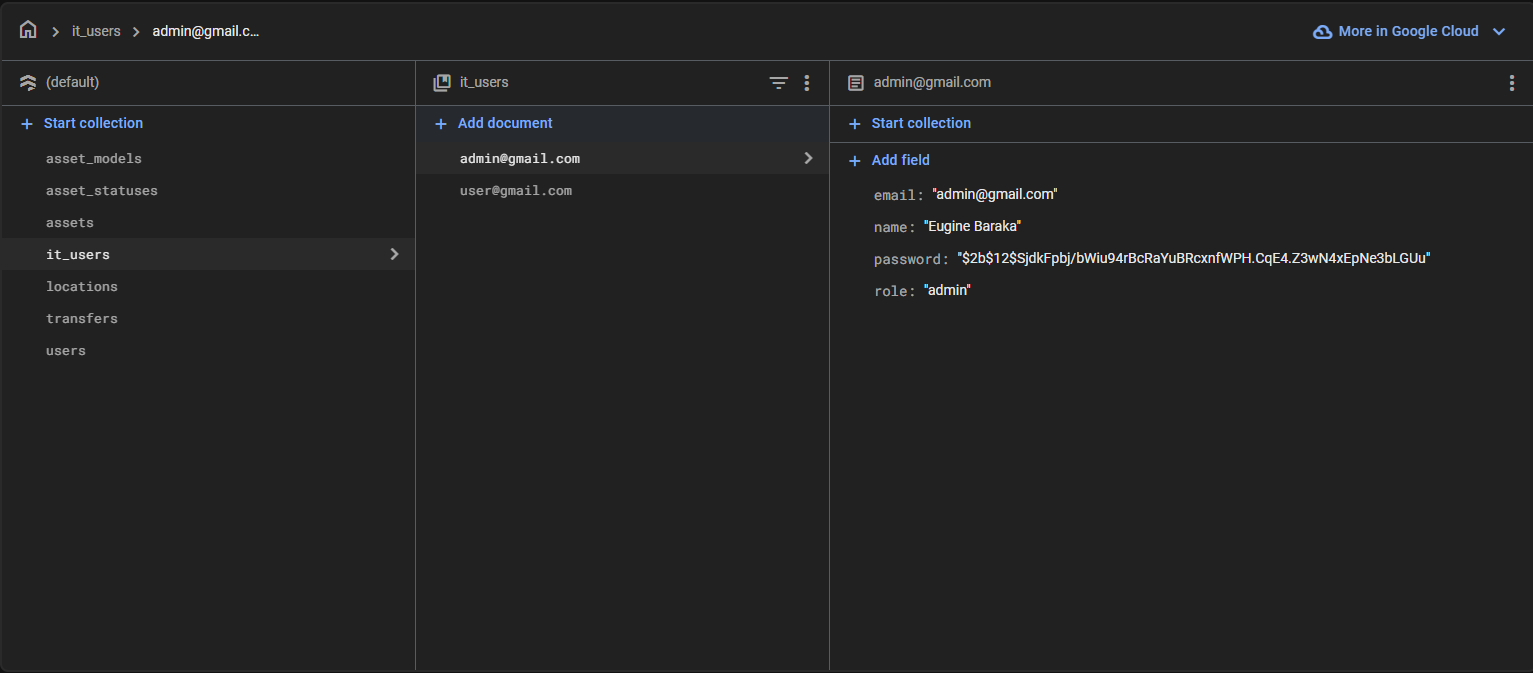 it_users
admin@gmail.c...
More in Google Cloud
(default)
Start collection
asset_models
asset_statuses
assets
it_users
locations
transfers
users
it_users
Add document
admin@gmail.com
user@gmail.com
admin@gmail.com
Start collection
Add field
email: "admin@gmail.com"
name: "Eugine Baraka"
password: "$2b$12$SjdkFpbj/bWiu94rBcRaYuBRcxnfWPH.CqE4.Z3wN4xEpNe3bLGUu"
role: "admin"